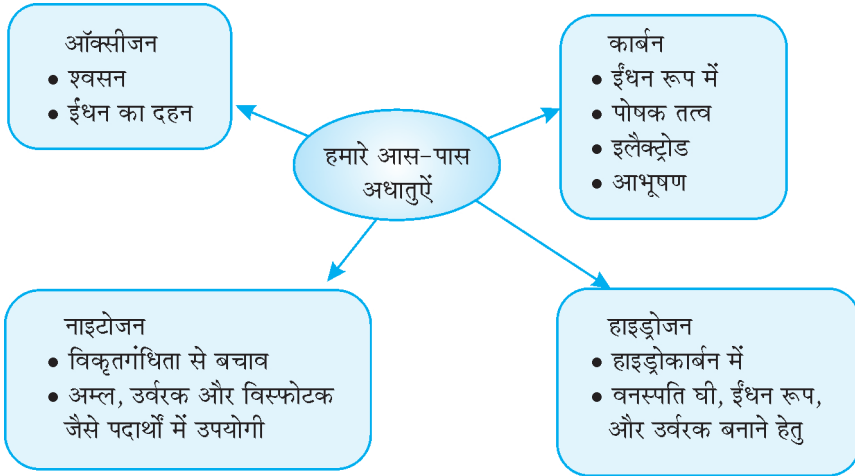 हमारे आस-पास
अधातुऐं
ऑक्सीजन
• श्वसन
• ईंधन का दहन
कार्बन
• ईंधन रूप में
• पोषक तत्व
• इलैक्ट्रोड
• आभूषण
नाइटोजन
• विकृतगंधिता से बचाव
• अम्ल, उर्वरक और विस्फोटक
जैसे पदार्थों में उपयोगी
हाइड्रोजन
• हाइड्रोकार्बन में
• वनस्पति घी, ईंधन रूप,
और उर्वरक बनाने हेतु